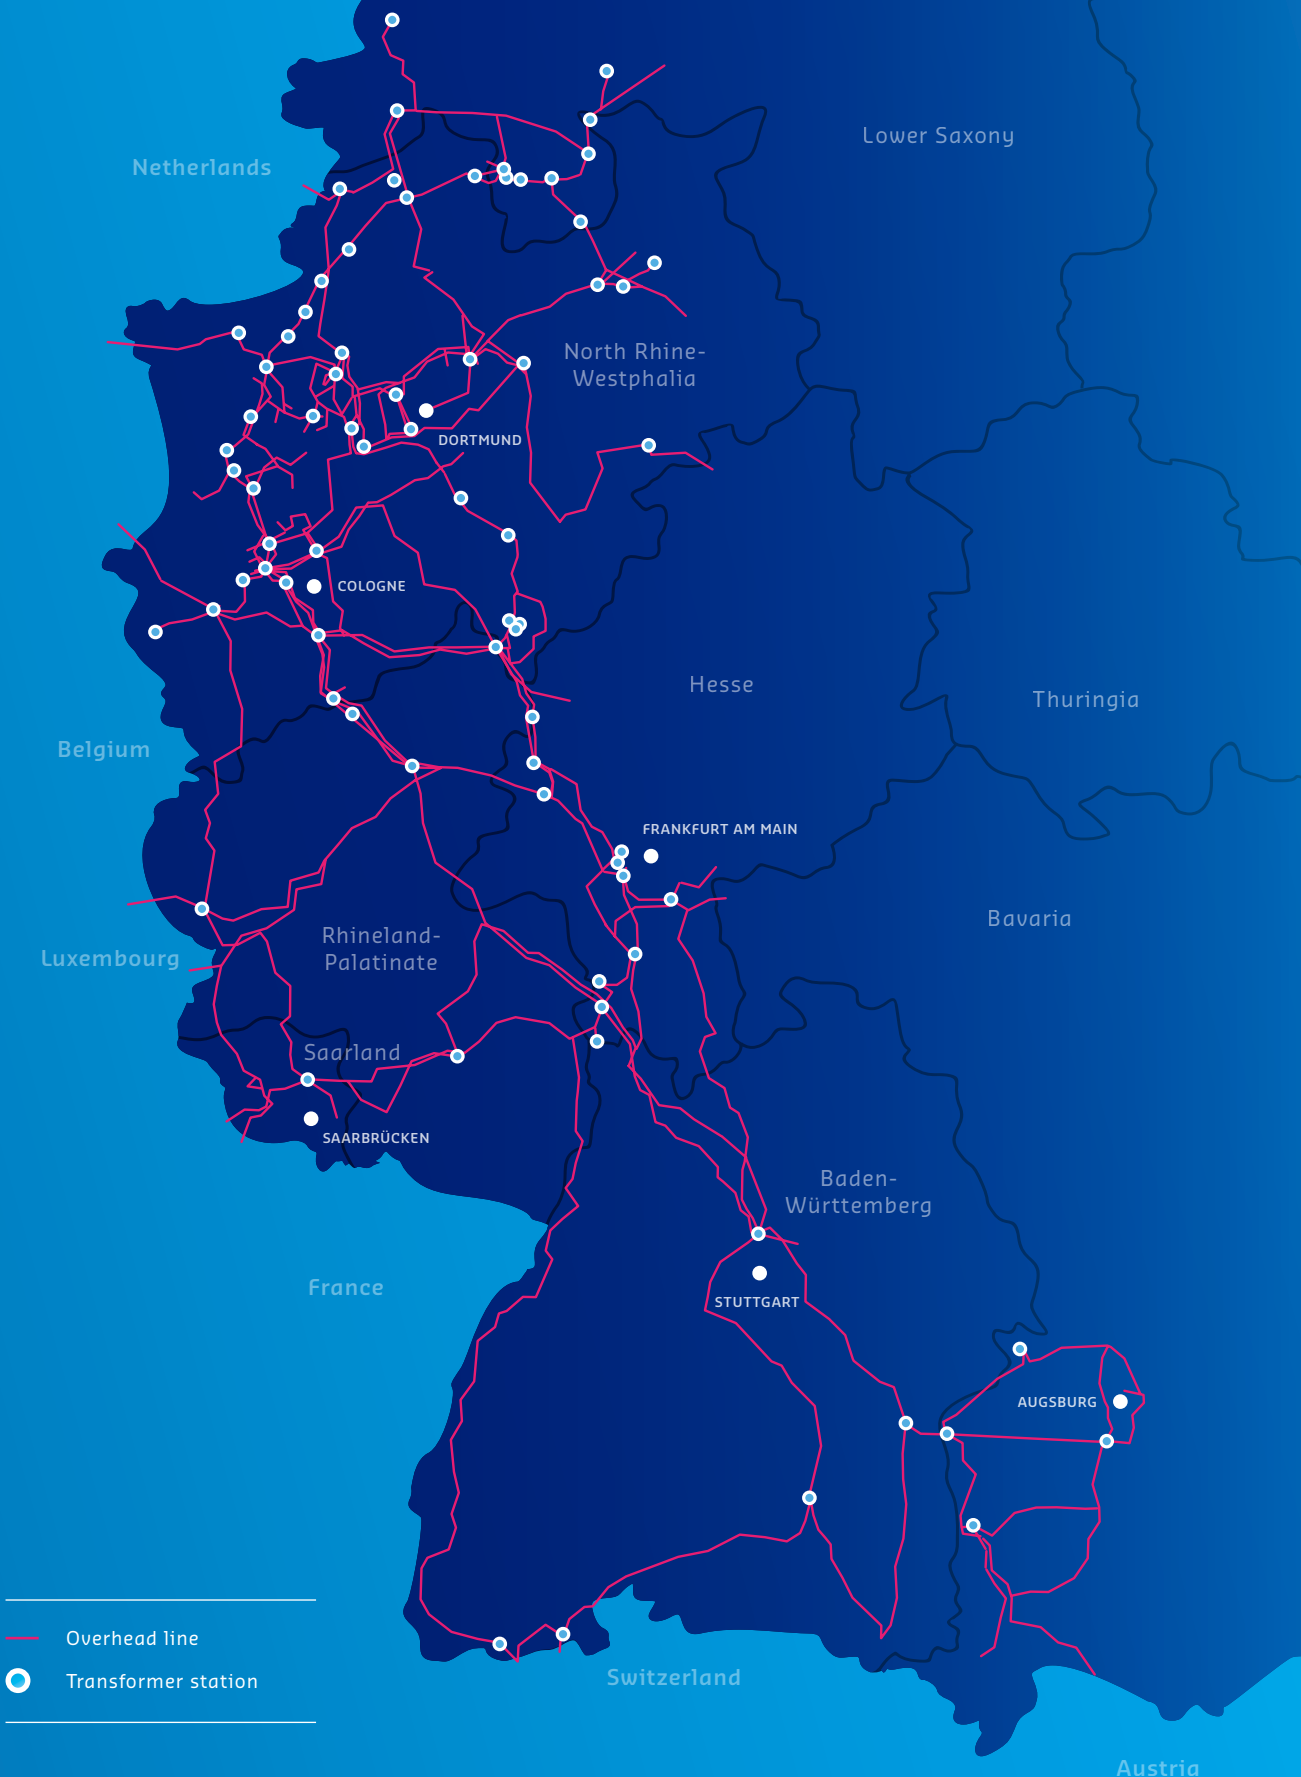 Lower Saxony
Netherlands
North Rhine-
Westphalia
DORTMUND
COLOGNE
Hesse
Thuringia
Belgium
FRANKFURT AM MAIN
Bavaria
Rhineland-
Palatinate
Luxembourg
Saarland
SAARBRÜCKEN
Baden-
Württemberg
France
STUTTGART
AUGSBURG
Overhead line
Transformer station
Switzerland
Austria